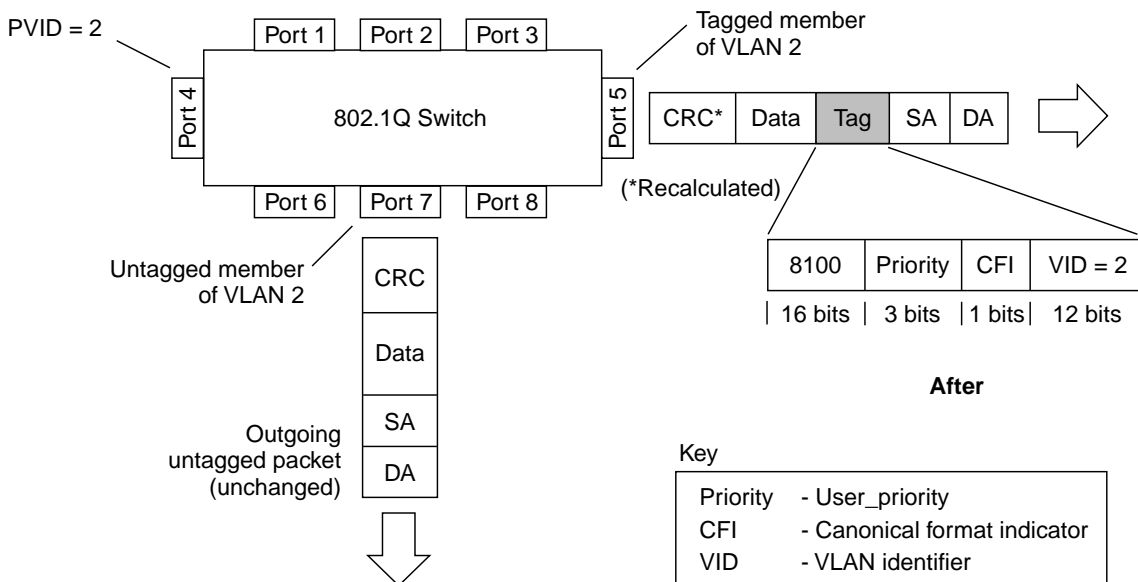 PVID = 2
Port 1
Port 2
Port 3
Tagged member
of VLAN 2
Port 4
802.1Q Switch
Port 5
CRC*
Data
Tag
SA
DA
(*Recalculated)
Port 6
Port 7
Port 8
Untagged member
of VLAN 2
CRC
Data
SA
DA
8100
Priority
CFI
VID = 2
16 bits
3 bits
1 bits
12 bits
After
Outgoing
untagged packet
(unchanged)
Key
Priority - User_priority
CFI - Canonical format indicator
VID - VLAN identifier